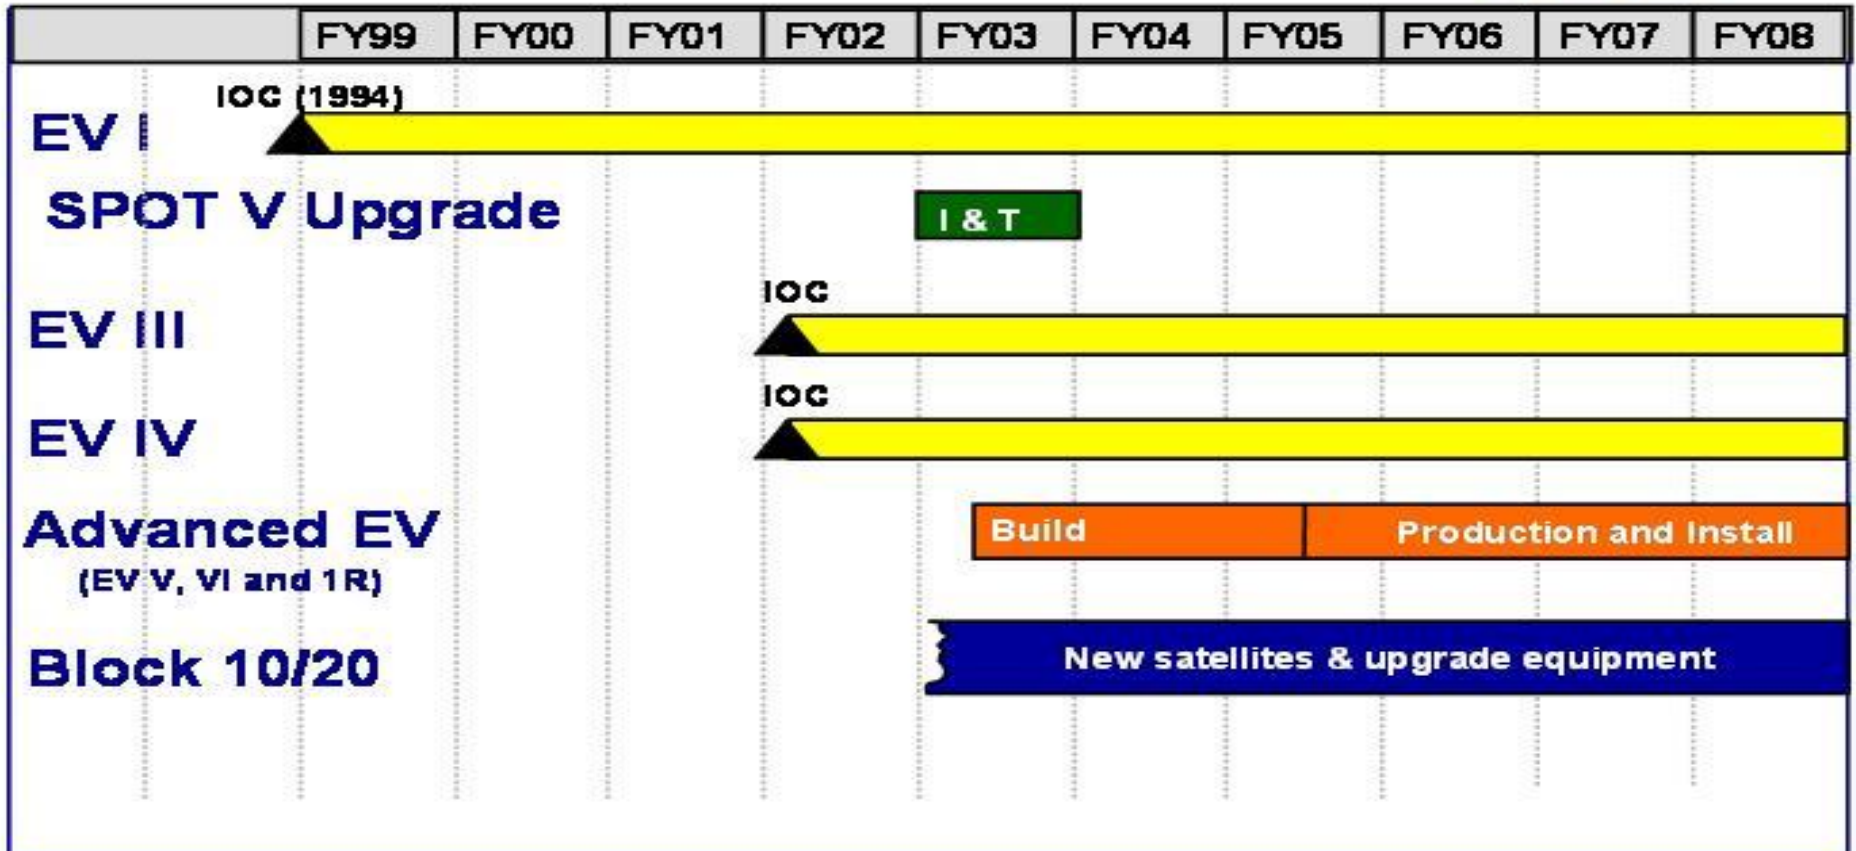 FY99 FY00 FY01 FY02 FY03 FY04 FY05 FY06 FY07 FY08
IOC (1994)
EV I
SPOT V Upgrade
I & T
IOC
EV III
IOC
EV IV
Advanced EV
Build
Production and Install
(EV V, VI and 1R)
Block 10/20
New satellites & upgrade equipment